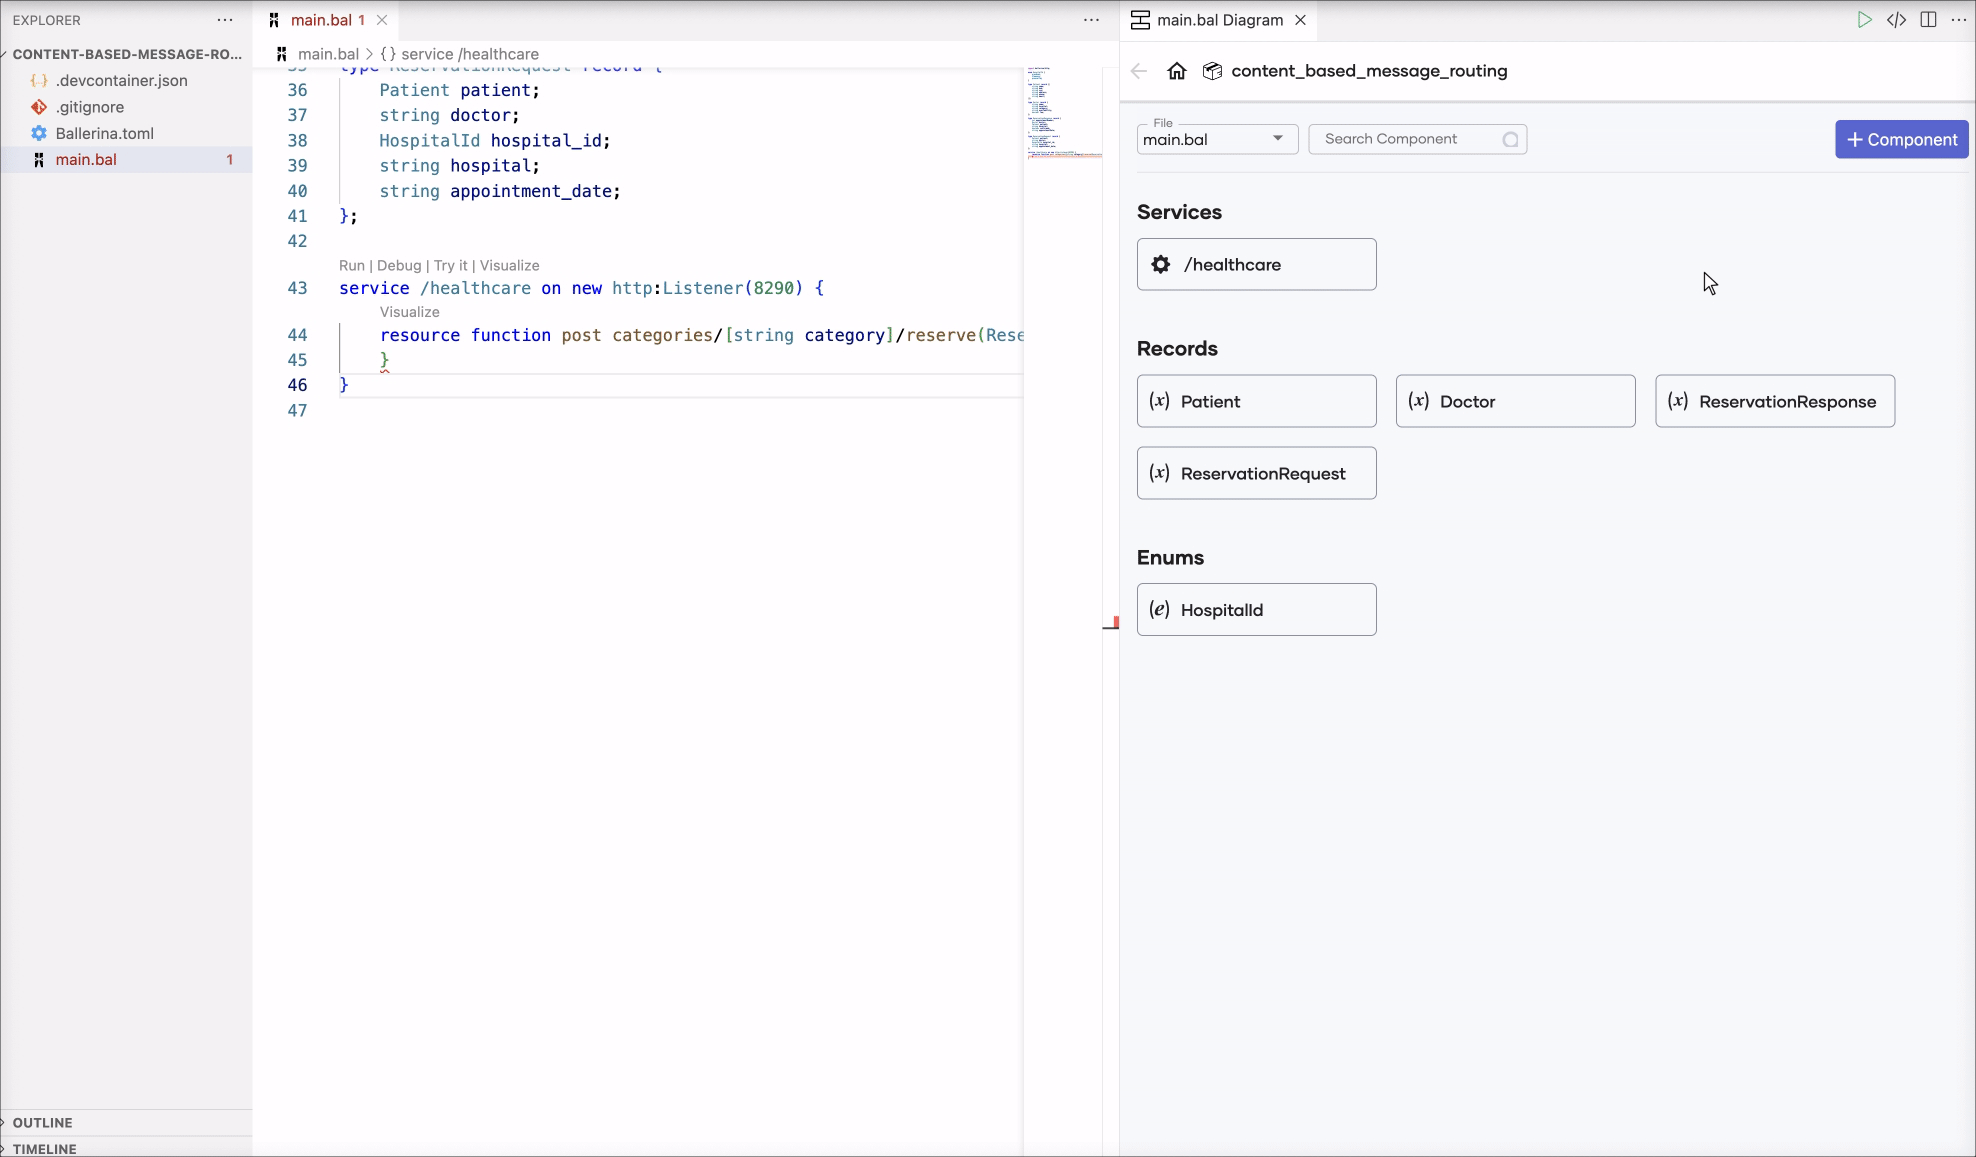 EXPLORER
CONTENT-BASED-MESSAGE-RO...
.devcontainer.json
.gitignore
Ballerina.toml
main.bal 1
OUTLINE
TIMELINE
main.bal 1
main.bal > {} service /healthcare
type ReservationRequest record {
36 Patient patient;
37 string doctor;
38 HospitalId hospital_id;
39 string hospital;
40 string appointment_date;
41 };
42
Run | Debug | Try it | Visualize
43 service /healthcare on new http:Listener(8290) {
Visualize
44 resource function post categories/[string category]/reserve(Rese
45 }
46 }
47
main.bal Diagram
content_based_message_routing
File
main.bal
Search Component
+ Component
Services
/healthcare
Records
(x) Patient
(x) Doctor
(x) ReservationResponse
(x) ReservationRequest
Enums
(e) HospitalId